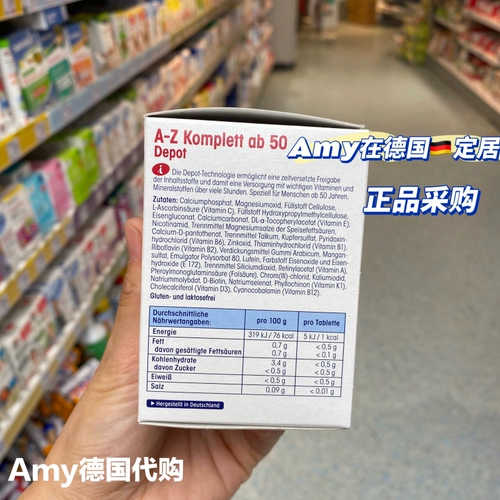 A-Z Komplett ab 50
Depot
Die Depot-Technologie ermöglicht eine zeitversetzte Freigabe
der Inhaltsstoffe und damit eine Versorgung mit wichtigen Vitaminen und
Mineralstoffen über viele Stunden. Speziell für Menschen ab 50 Jahren.
Zutaten: Calciumphosphat, Magnesiumoxid, Füllstoff Cellulose,
L-Ascorbinsäure (Vitamin C), Füllstoff Hydroxypropylmethylcellulose,
Eisengluconat, Calciumcarbonat, DL-α-Tocopherylacetat (Vitamin E),
Nicotinamid, Trennmittel Magnesiumsalze der Speisefettsäuren,
Calcium-D-pantothenat, Trennmittel Talkum, Kupfersulfat, Pyridoxin-
hydrochlorid (Vitamin B6), Zinkoxid, Thiaminhydrochlorid (Vitamin B1),
Riboflavin (Vitamin B2), Verdickungsmittel Gummi Arabicum, Mangan-
sulfat, Emulgator Polysorbat 80, Lutein, Farbstoff Eisenoxide und Eisen-
hydroxide (E 172), Trennmittel Siliciumdioxid, Retinylacetat (Vitamin A),
Pteroylmonoglutaminsäure (Folsäure), Chrom(III)-chlorid, Kaliumiodid,
Natriummolybdat, D-Biotin, Natriumselenat, Phyllochinon (Vitamin K1),
Cholecalciferol (Vitamin D3), Cyanocobalamin (Vitamin B12).
Gluten- und laktosefrei
Durchschnittliche Nährwertangaben: pro 100 g pro Tablette
Energie 319 kJ / 76 kcal 5 kJ / 1 kcal
Fett 0,7 g < 0,5 g
davon gesättigte Fettsäuren 0,7 g < 0,1 g
Kohlenhydrate 3,4 g < 0,5 g
davon Zucker < 0,5 g < 0,5 g
Eiweiß < 0,5 g < 0,5 g
Salz 0,09 g < 0,01 g
Hergestellt in Deutschland
Amy在德国 定居
正品采购
Amy德国代购